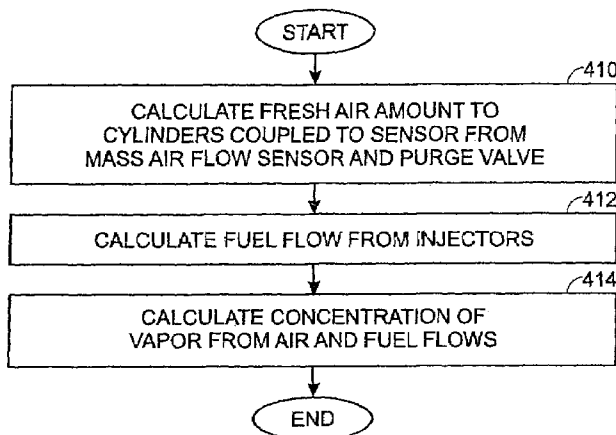 START
410
CALCULATE FRESH AIR AMOUNT TO
CYLINDERS COUPLED TO SENSOR FROM
MASS AIR FLOW SENSOR AND PURGE VALVE
412
CALCULATE FUEL FLOW FROM INJECTORS
414
CALCULATE CONCENTRATION OF
VAPOR FROM AIR AND FUEL FLOWS
END